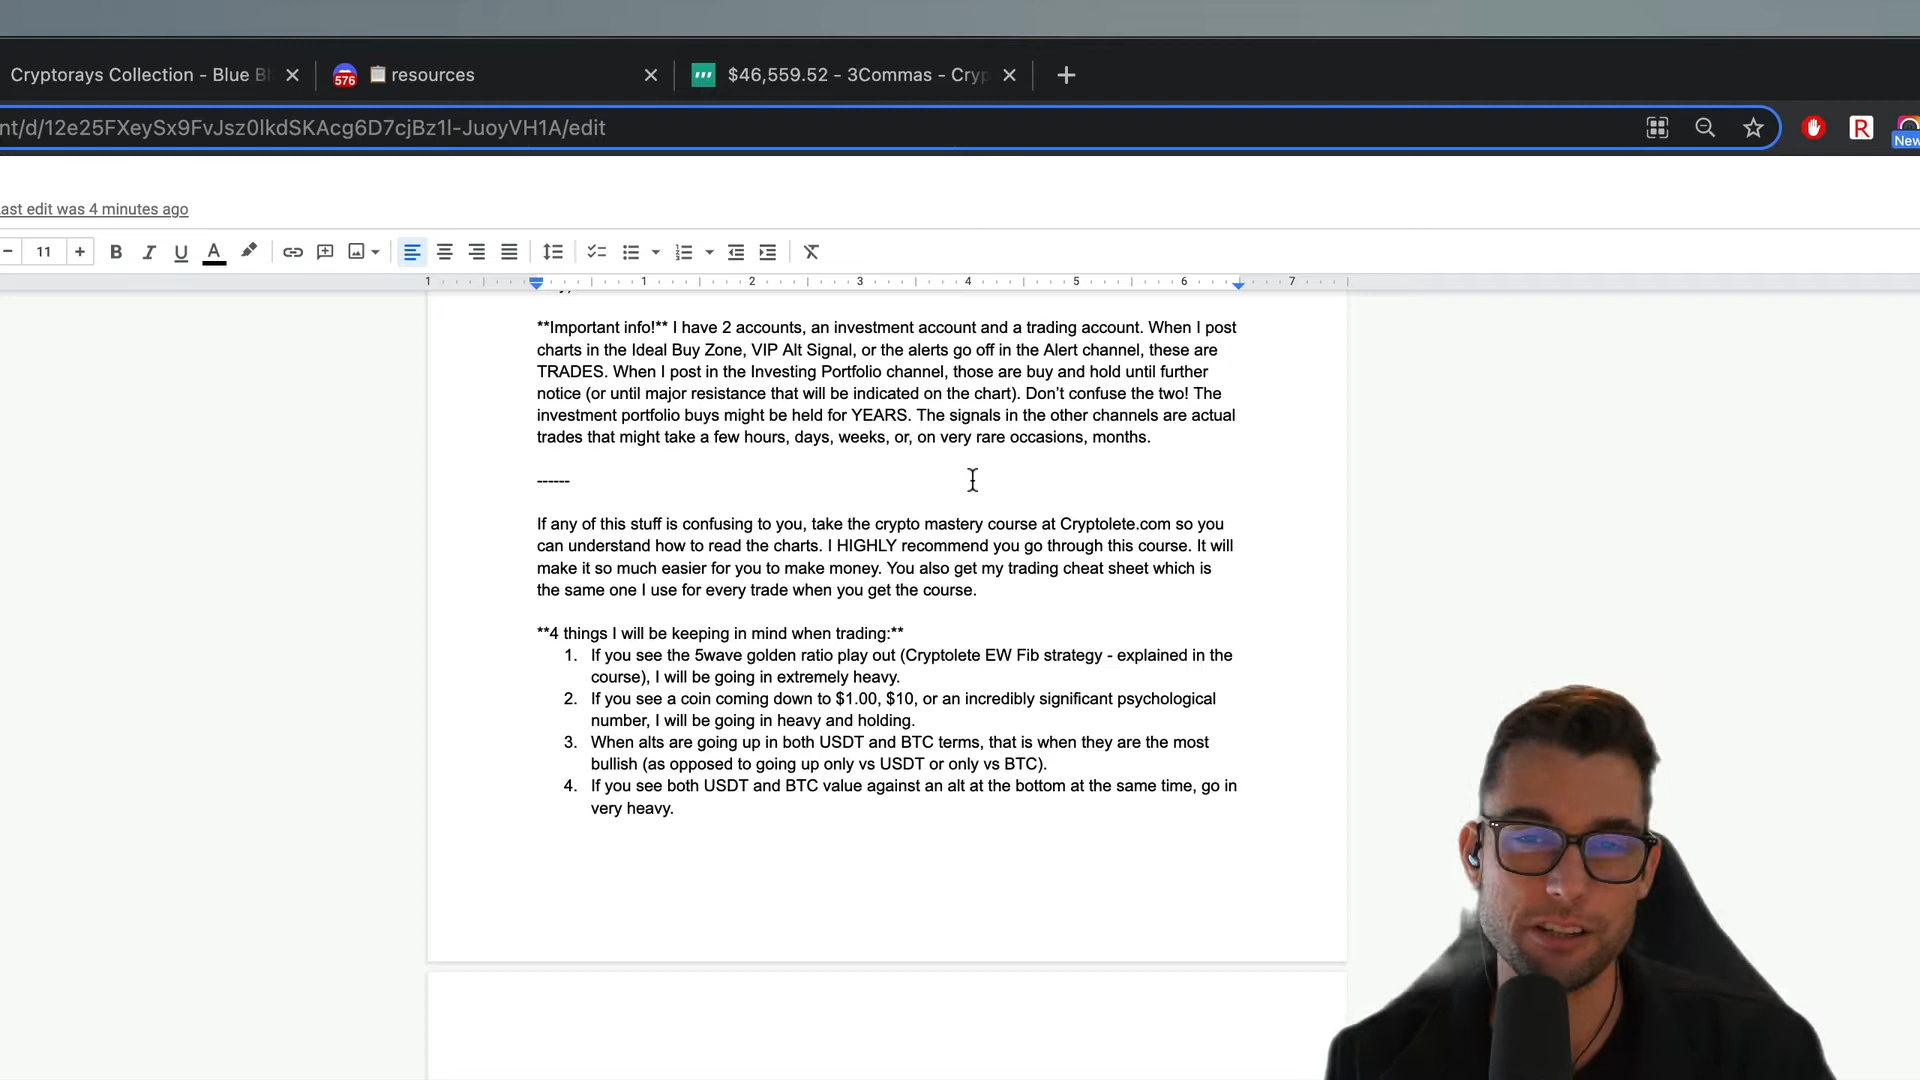 Cryptorays Collection - Blue Bl
576
resources
$46,559.52 - 3Commas - Cryp
nt/d/12e25FXeySx9FvJsz0IkdSKAcg6D7cjBz1l-JuoyVH1A/edit
R
New
Last edit was 4 minutes ago
11
B I U A
1 1 2 3 4 5 6 7
**Important info!** I have 2 accounts, an investment account and a trading account. When I post
charts in the Ideal Buy Zone, VIP Alt Signal, or the alerts go off in the Alert channel, these are
TRADES. When I post in the Investing Portfolio channel, those are buy and hold until further
notice (or until major resistance that will be indicated on the chart). Don’t confuse the two! The
investment portfolio buys might be held for YEARS. The signals in the other channels are actual
trades that might take a few hours, days, weeks, or, on very rare occasions, months.
------
If any of this stuff is confusing to you, take the crypto mastery course at Cryptolete.com so you
can understand how to read the charts. I HIGHLY recommend you go through this course. It will
make it so much easier for you to make money. You also get my trading cheat sheet which is
the same one I use for every trade when you get the course.
**4 things I will be keeping in mind when trading:**
1. If you see the 5wave golden ratio play out (Cryptolete EW Fib strategy - explained in the
course), I will be going in extremely heavy.
2. If you see a coin coming down to $1.00, $10, or an incredibly significant psychological
number, I will be going in heavy and holding.
3. When alts are going up in both USDT and BTC terms, that is when they are the most
bullish (as opposed to going up only vs USDT or only vs BTC).
4. If you see both USDT and BTC value against an alt at the bottom at the same time, go in
very heavy.